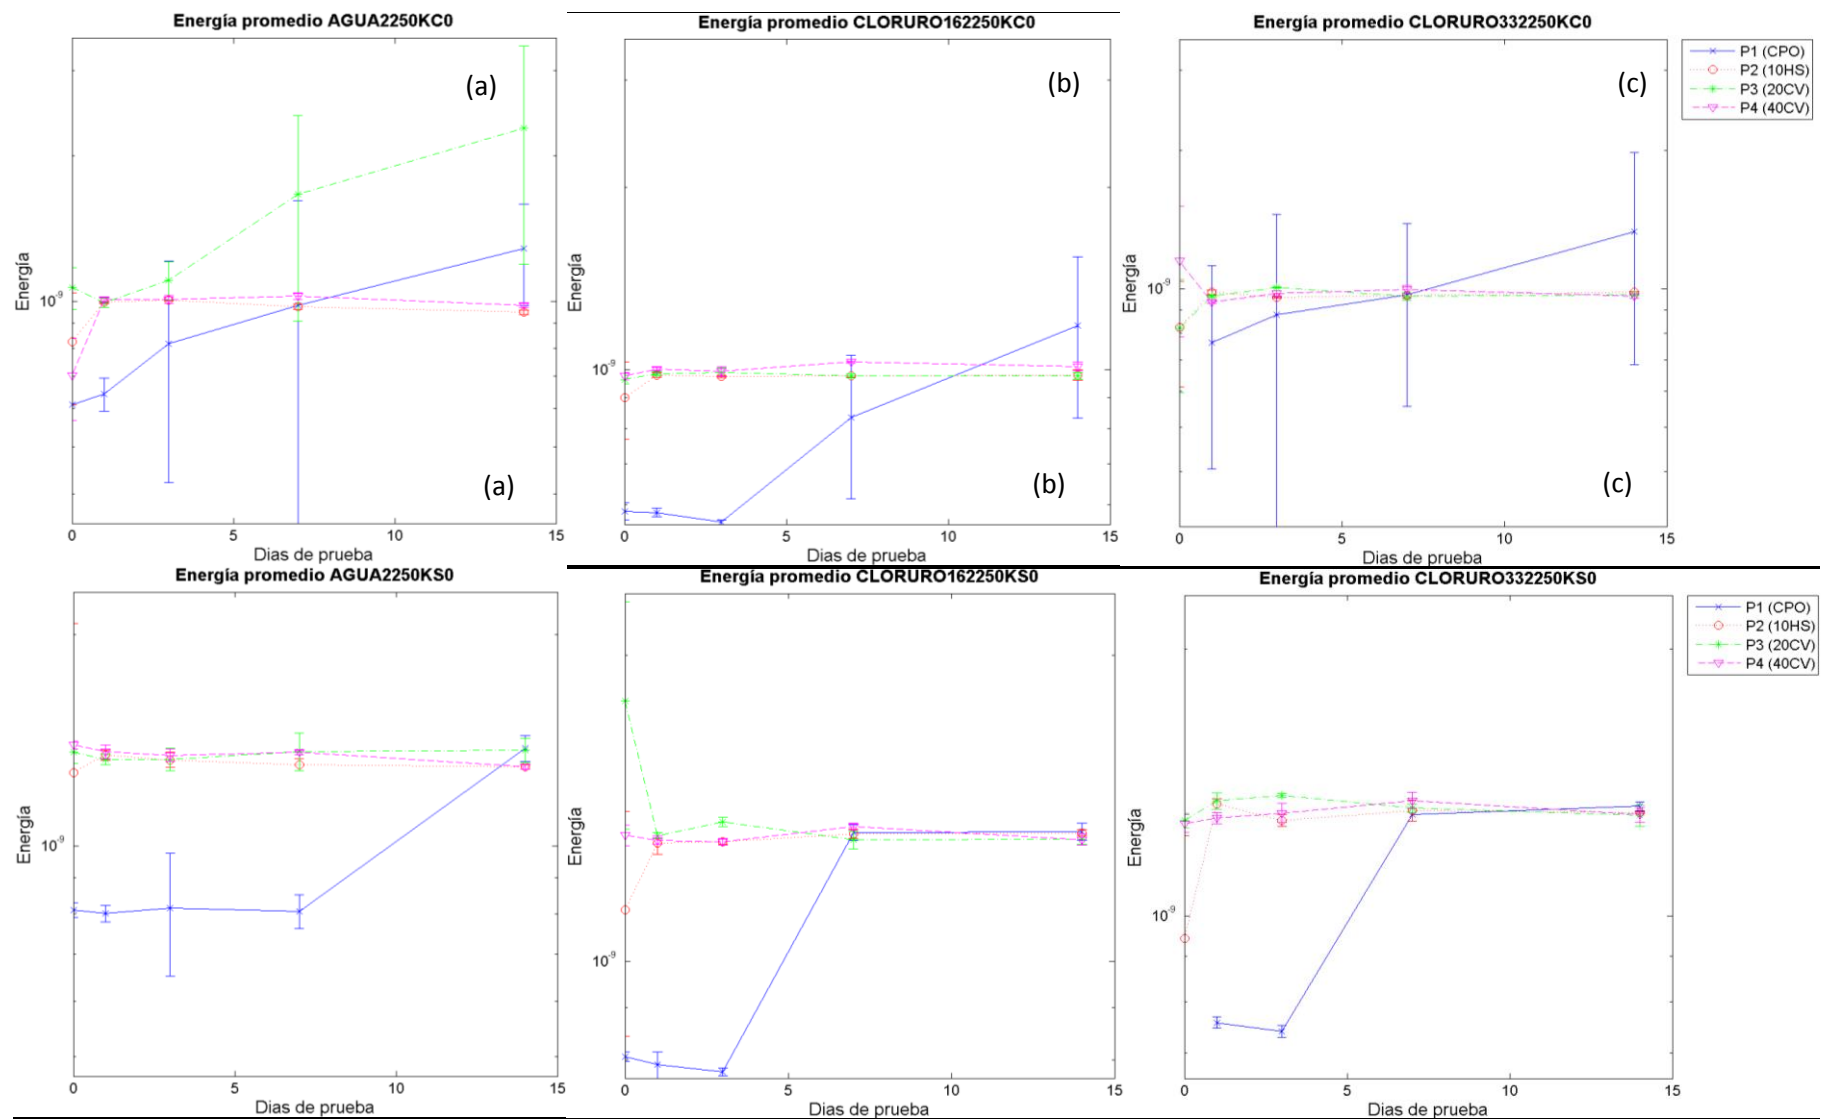 Energía promedio AGUA2250KC0
Energía
10-9
(a)
(a)
0 5 10 15
Dias de prueba
Energía promedio CLORURO162250KC0
Energía
10-9
(b)
(b)
0 5 10 15
Dias de prueba
Energía promedio CLORURO332250KC0
Energía
10-9
(c)
(c)
0 5 10 15
Dias de prueba
P1 (CPO)
P2 (10HS)
P3 (20CV)
P4 (40CV)
Energía promedio AGUA2250KS0
Energía
10-9
0 5 10 15
Dias de prueba
Energía promedio CLORURO162250KS0
Energía
10-9
0 5 10 15
Dias de prueba
Energía promedio CLORURO332250KS0
Energía
10-9
0 5 10 15
Dias de prueba
P1 (CPO)
P2 (10HS)
P3 (20CV)
P4 (40CV)